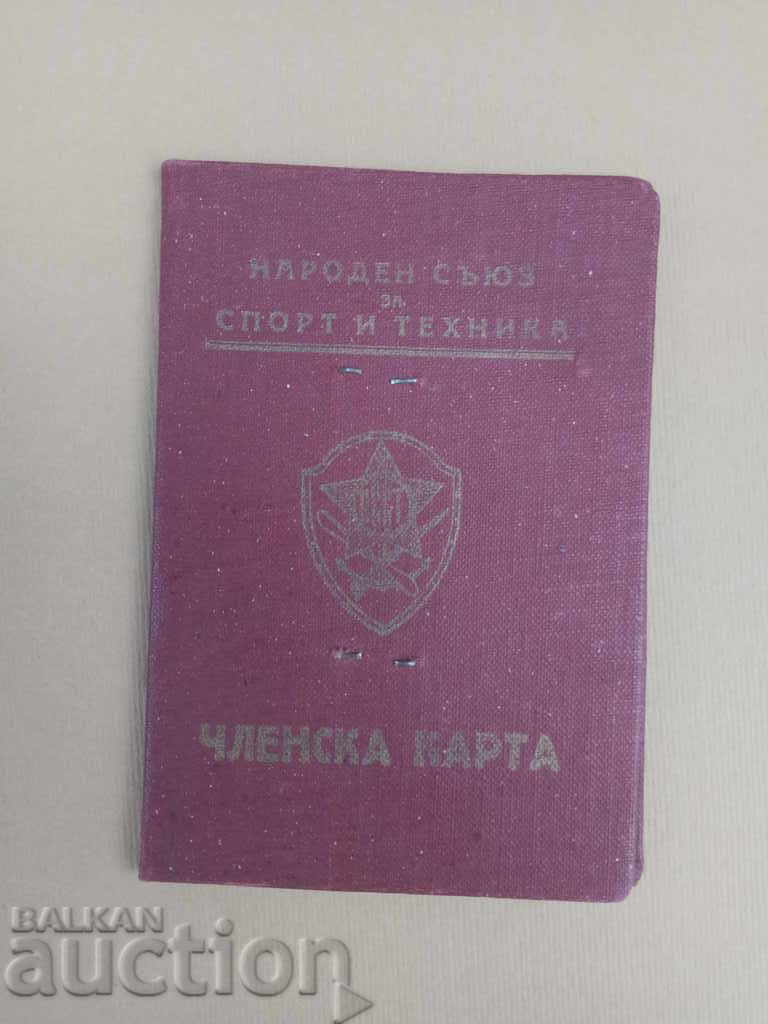 НАРОДЕН СЪЮЗ
ЗА
СПОРТ И ТЕХНИКА
ЧЛЕНСКА КАРТА
BALKAN
auction